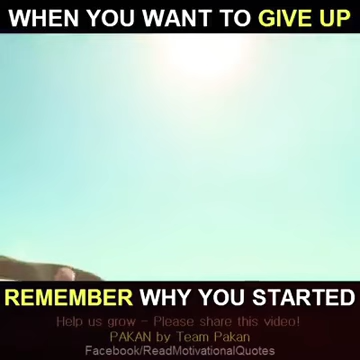 WHEN YOU WANT TO GIVE UP
REMEMBER WHY YOU STARTED
Help us grow - Please share this video!
PAKAN by Team Pakan
Facebook/ReadMotivationalQuotes